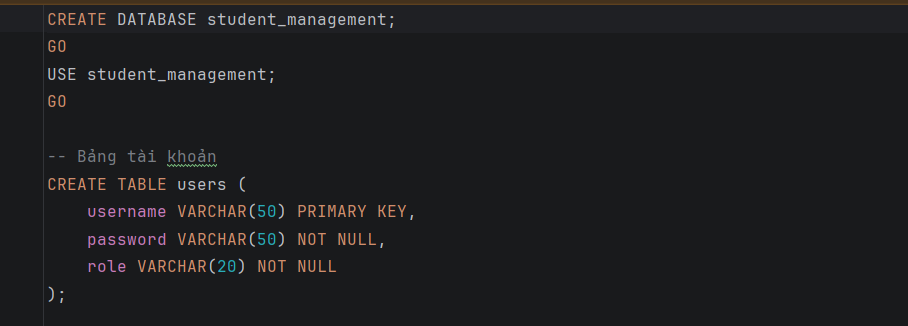 CREATE DATABASE student_management;
GO
USE student_management;
GO
-- Bảng tài khoản
CREATE TABLE users (
    username VARCHAR(50) PRIMARY KEY,
    password VARCHAR(50) NOT NULL,
    role VARCHAR(20) NOT NULL
);